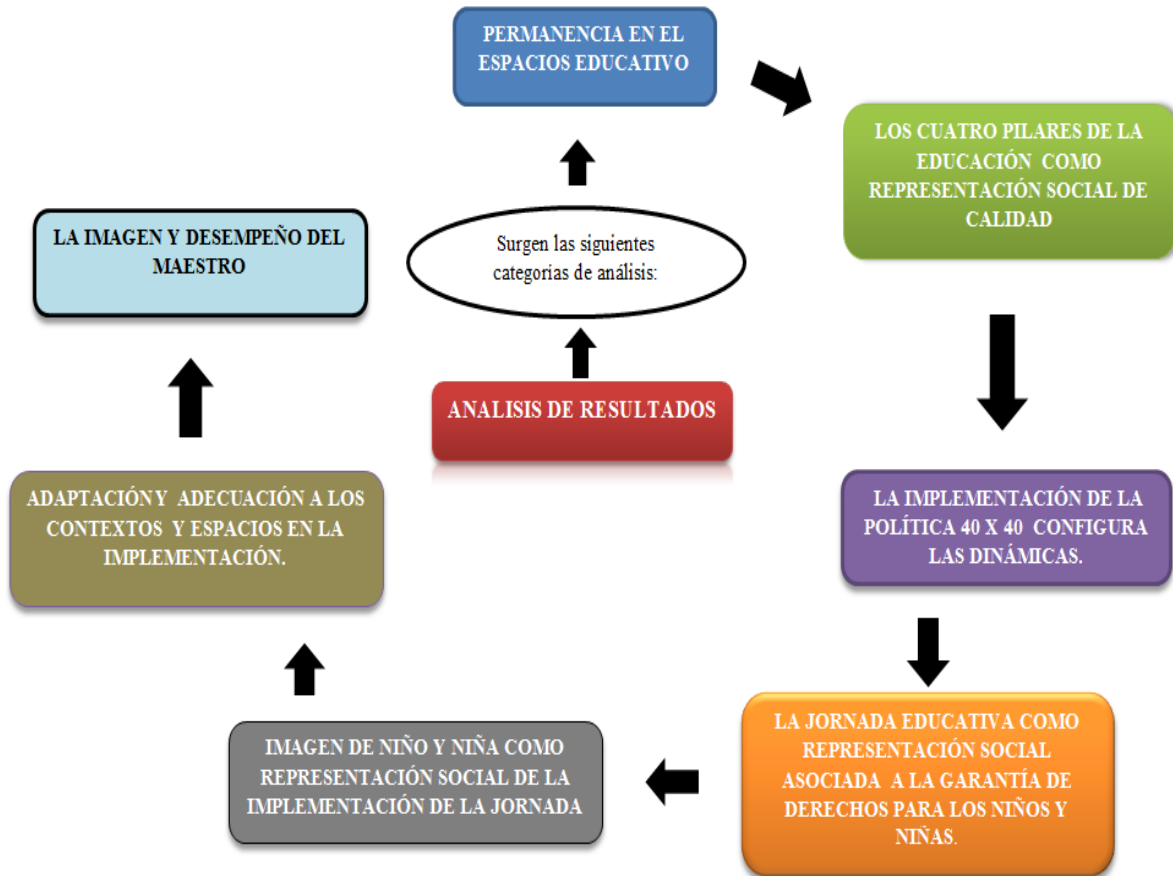 PERMANENCIA EN EL
ESPACIOS EDUCATIVO
LOS CUATRO PILARES DE LA
EDUCACIÓN COMO
REPRESENTACIÓN SOCIAL DE
CALIDAD
LA IMAGEN Y DESEMPEÑO DEL
MAESTRO
Surgen las siguientes
categorías de análisis:
ANALISIS DE RESULTADOS
ADAPTACIÓN Y ADECUACIÓN A LOS
CONTEXTOS Y ESPACIOS EN LA
IMPLEMENTACIÓN.
LA IMPLEMENTACIÓN DE LA
POLÍTICA 40 X 40 CONFIGURA
LAS DINÁMICAS.
IMAGEN DE NIÑO Y NIÑA COMO
REPRESENTACIÓN SOCIAL DE LA
IMPLEMENTACIÓN DE LA JORNADA
LA JORNADA EDUCATIVA COMO
REPRESENTACIÓN SOCIAL
ASOCIADA A LA GARANTÍA DE
DERECHOS PARA LOS NIÑOS Y
NIÑAS.